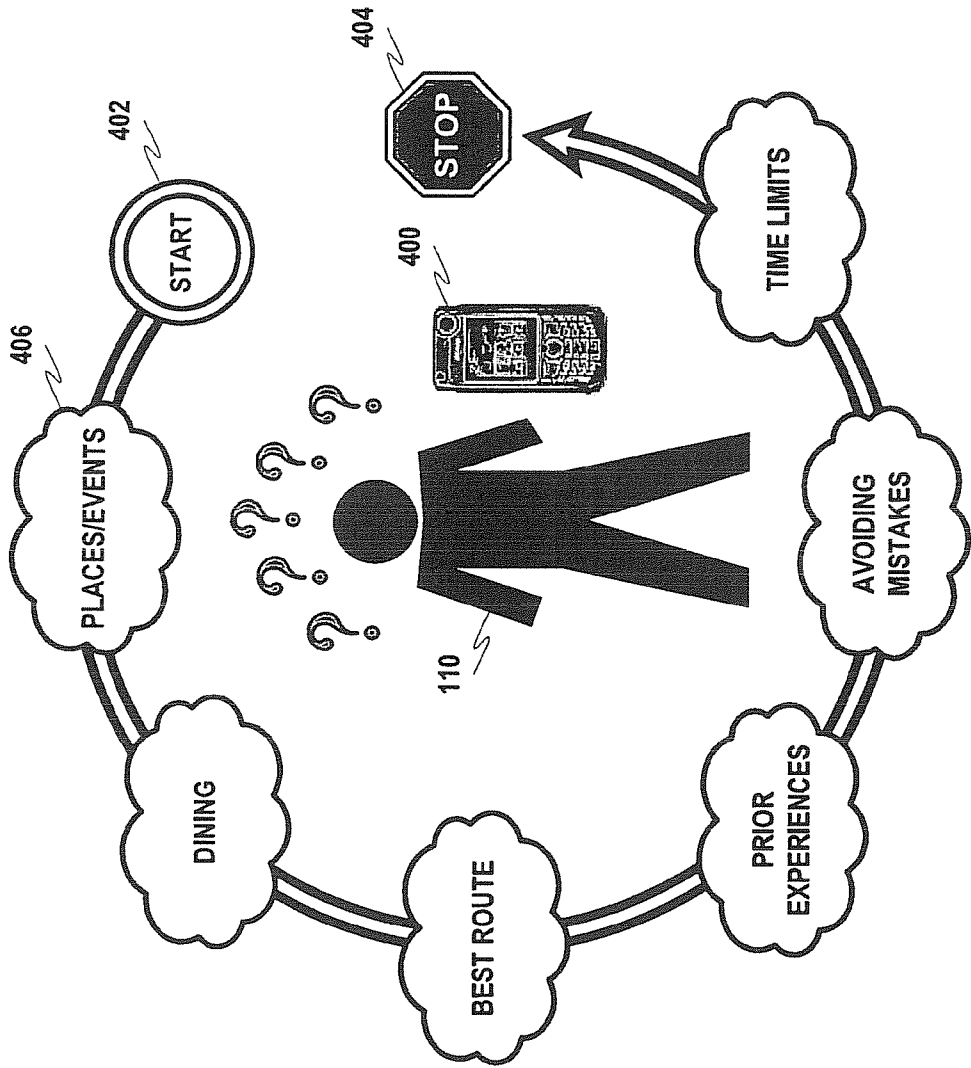 402
START
406
PLACES/EVENTS
DINING
BEST ROUTE
PRIOR
EXPERIENCES
AVOIDING
MISTAKES
TIME LIMITS
404
STOP
400
110
? ? ? ? ?